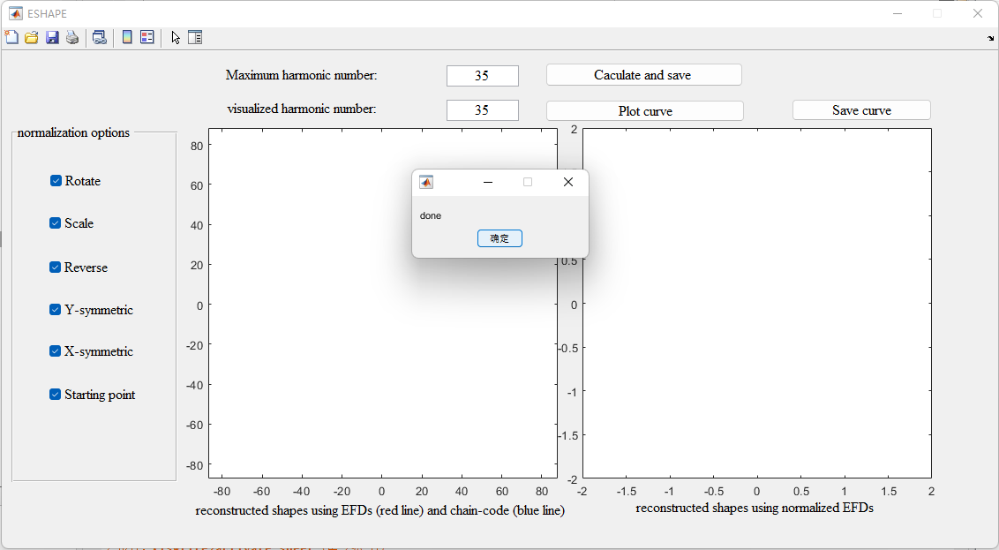 ESHAPE
Maximum harmonic number:
35
Caculate and save
visualized harmonic number:
35
Plot curve
Save curve
normalization options
Rotate
Scale
Reverse
Y-symmetric
X-symmetric
Starting point
80
60
40
20
0
-20
-40
-60
-80
-80
-60
-40
-20
0
20
40
60
80
reconstructed shapes using EFDs (red line) and chain-code (blue line)
done
确定
2
0.5
0
-0.5
-1
-1.5
-2
-2
-1.5
-1
-0.5
0
0.5
1
1.5
2
reconstructed shapes using normalized EFDs